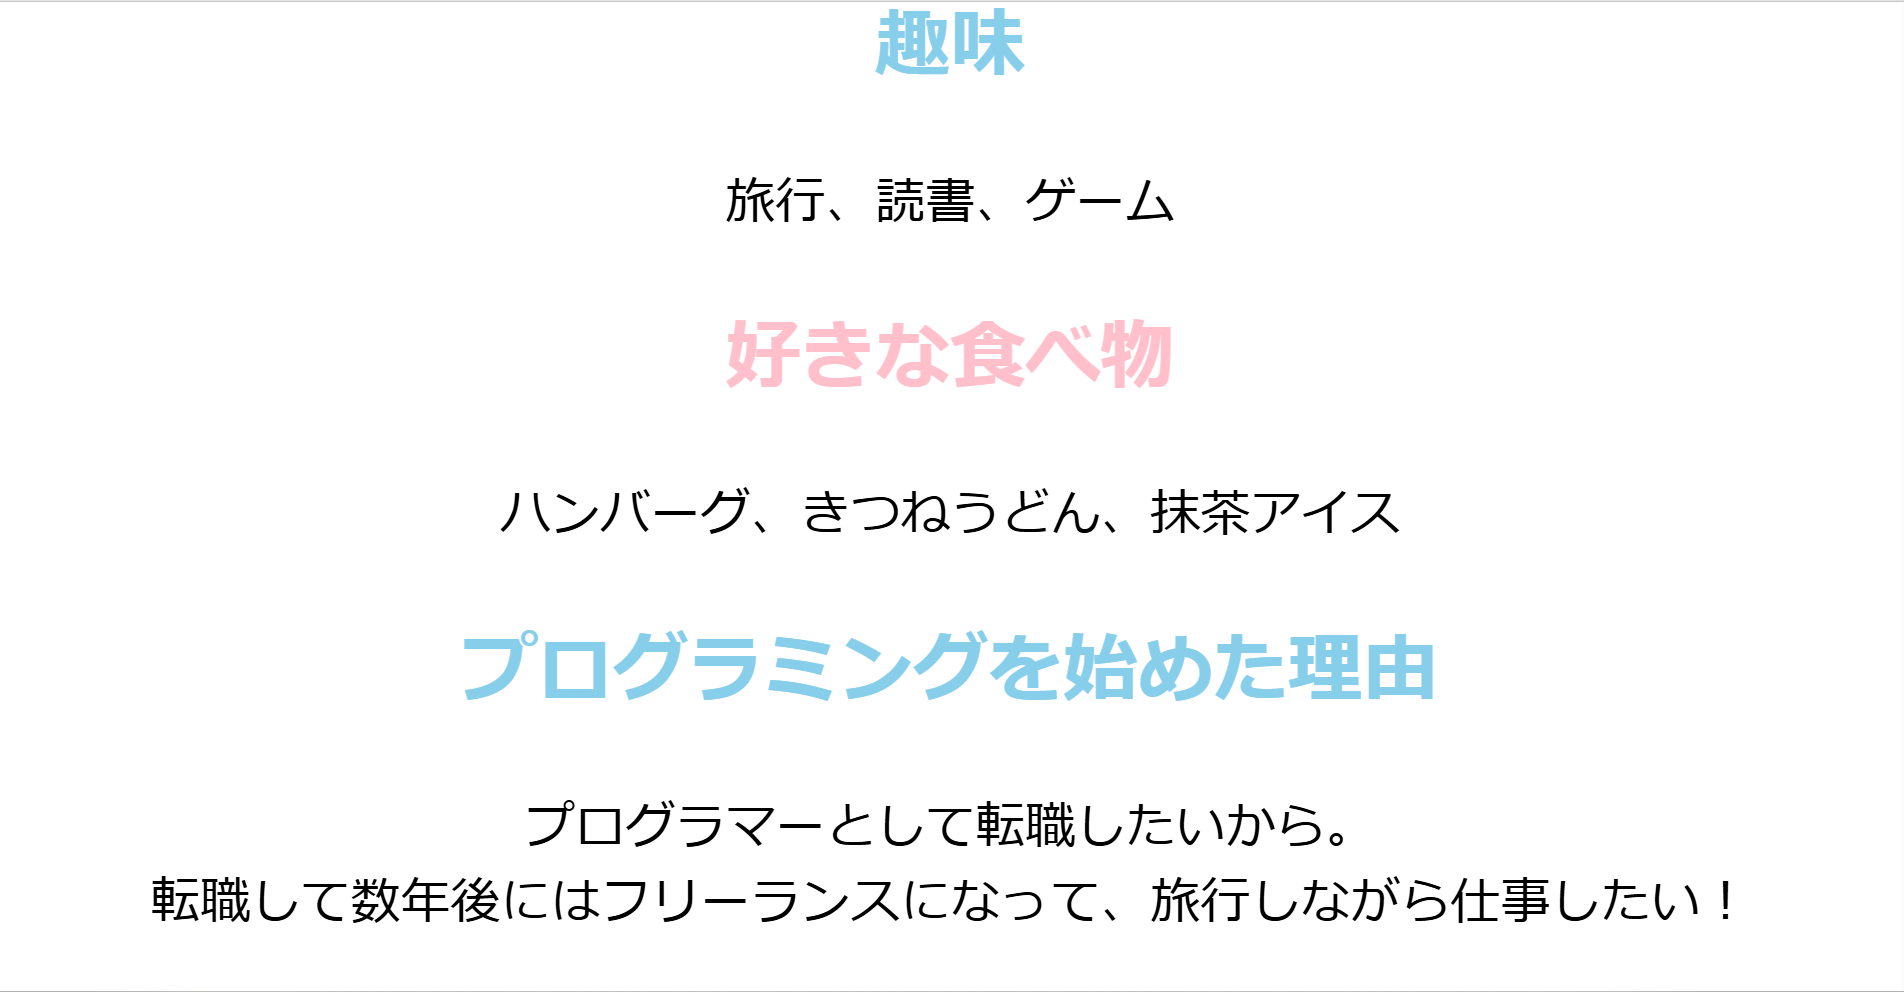 趣味
旅行、読書、ゲーム
好きな食べ物
ハンバーグ、きつねうどん、抹茶アイス
プログラミングを始めた理由
プログラマーとして転職したいから。
転職して数年後にはフリーランスになって、旅行しながら仕事したい！